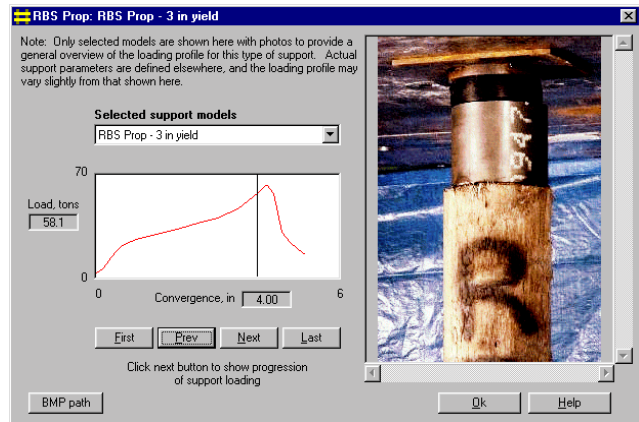 RBS Prop: RBS Prop - 3 in yield
Note: Only selected models are shown here with photos to provide a
general overview of the loading profile for this type of support. Actual
support parameters are defined elsewhere, and the loading profile may
vary slightly from that shown here.
Selected support models
RBS Prop - 3 in yield
70
Load, tons
58.1
0
0
Convergence, in
4.00
6
First
Prev
Next
Last
Click next button to show progression
of support loading
BMP path
Ok
Help